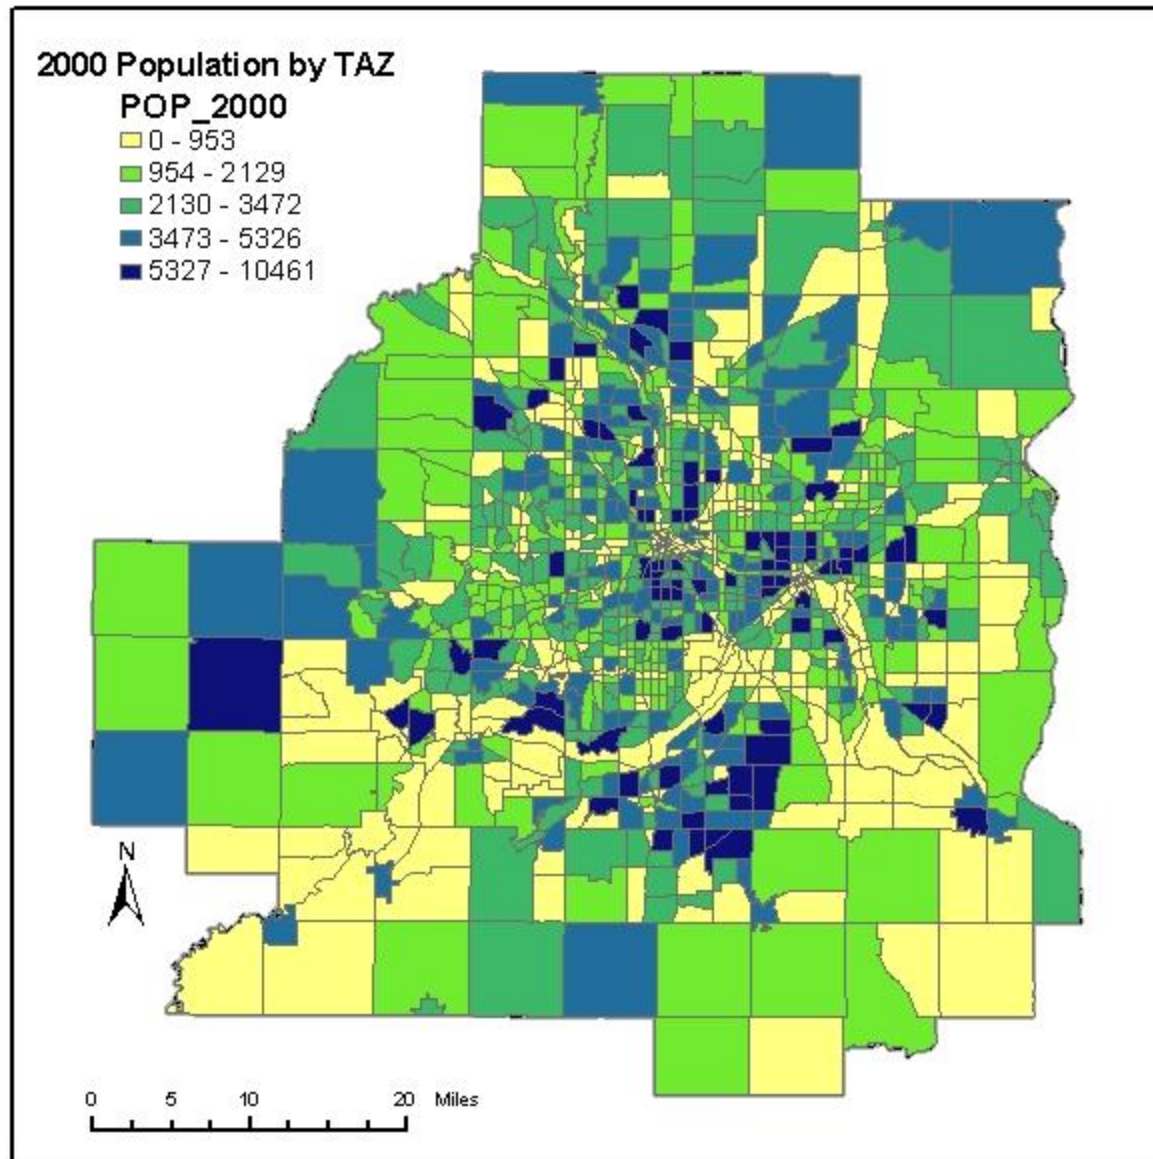 2000 Population by TAZ
POP_2000
0 - 953
954 - 2129
2130 - 3472
3473 - 5326
5327 - 10461
N
0 5 10 20 Miles